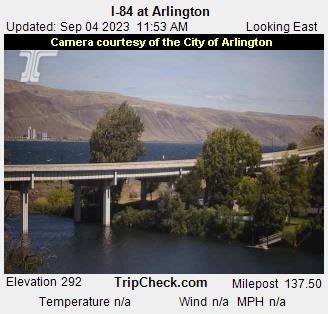 I-84 at Arlington
Updated: Sep 04 2023 11:53 AM Looking East
Camera courtesy of the City of Arlington
Elevation 292 TripCheck.com Milepost 137.50
Temperature n/a Wind n/a MPH n/a